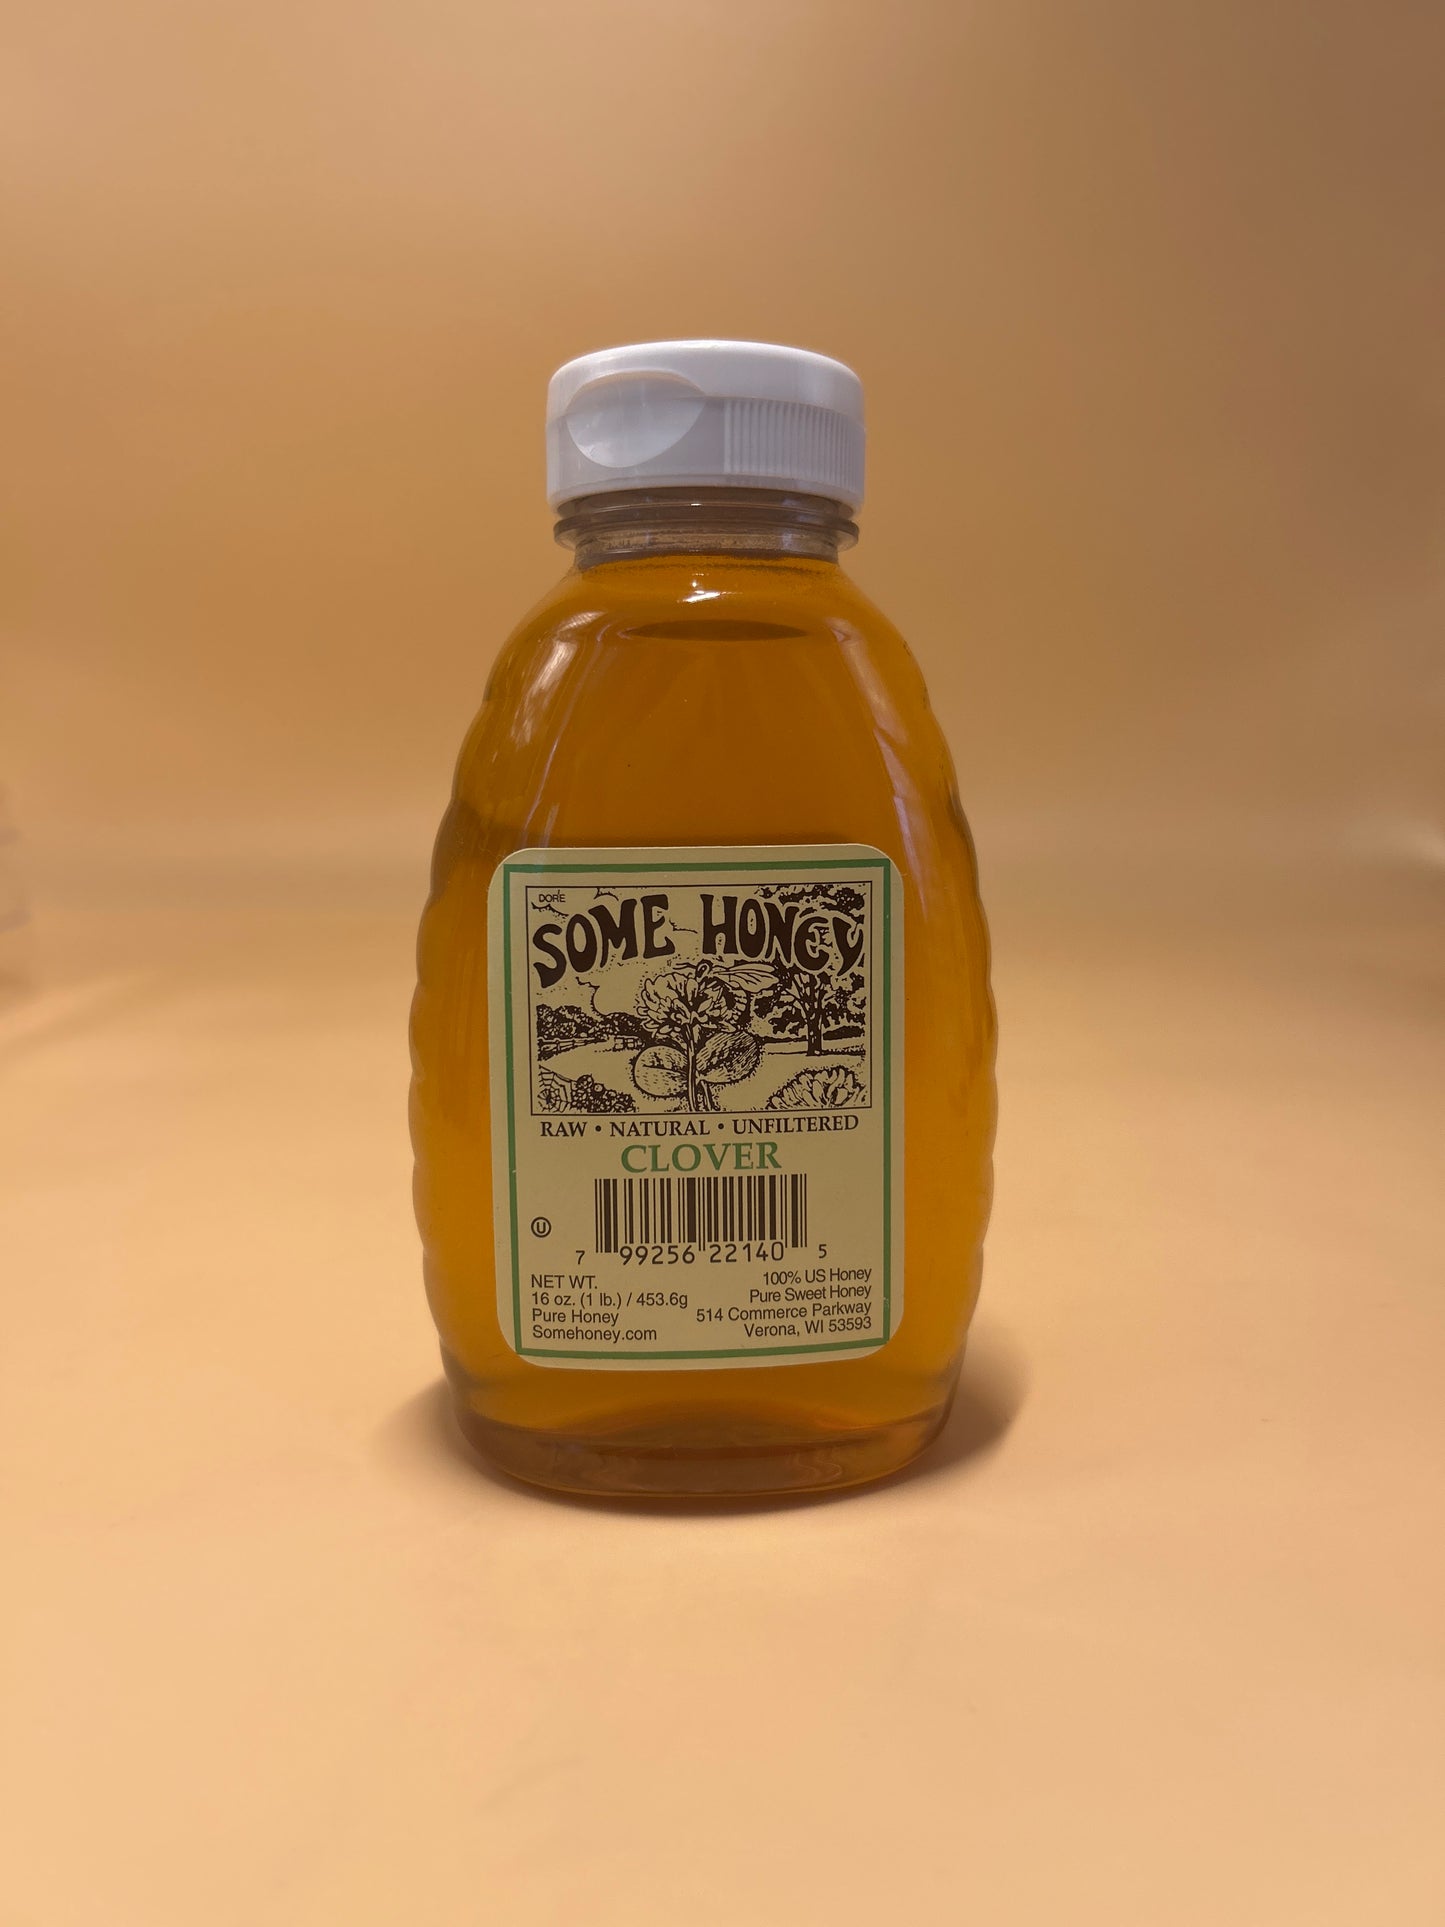 DORÉ
SOME HONEY
RAW • NATURAL • UNFILTERED
CLOVER
U
7 99256 22140 5
NET WT.
16 oz. (1 lb.) / 453.6g
Pure Honey
Somehoney.com
100% US Honey
Pure Sweet Honey
514 Commerce Parkway
Verona, WI 53593